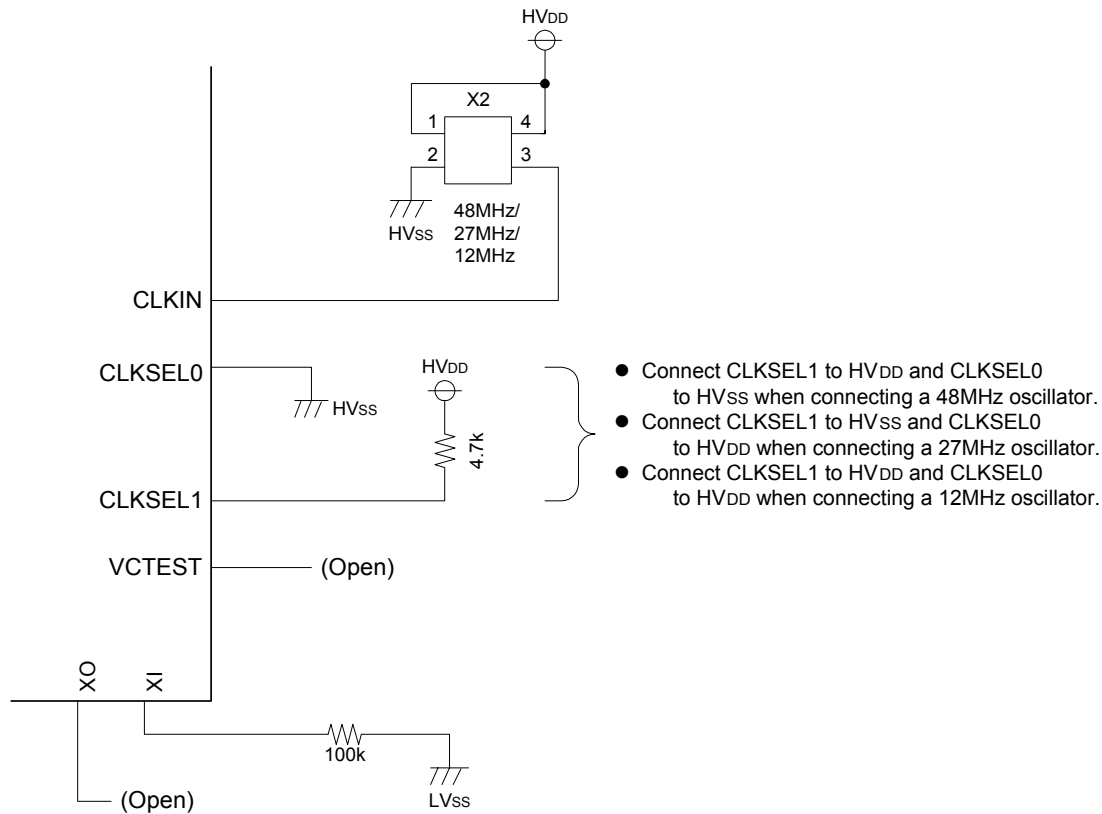 HVDD
X2
1 4
2 3
HVss
48MHz/
27MHz/
12MHz
CLKIN
CLKSEL0
HVss
HVDD
4.7k
CLKSEL1
● Connect CLKSEL1 to HVDD and CLKSEL0
to HVss when connecting a 48MHz oscillator.
● Connect CLKSEL1 to HVss and CLKSEL0
to HVDD when connecting a 27MHz oscillator.
● Connect CLKSEL1 to HVDD and CLKSEL0
to HVDD when connecting a 12MHz oscillator.
VCTEST
(Open)
XO
XI
100k
LVss
(Open)